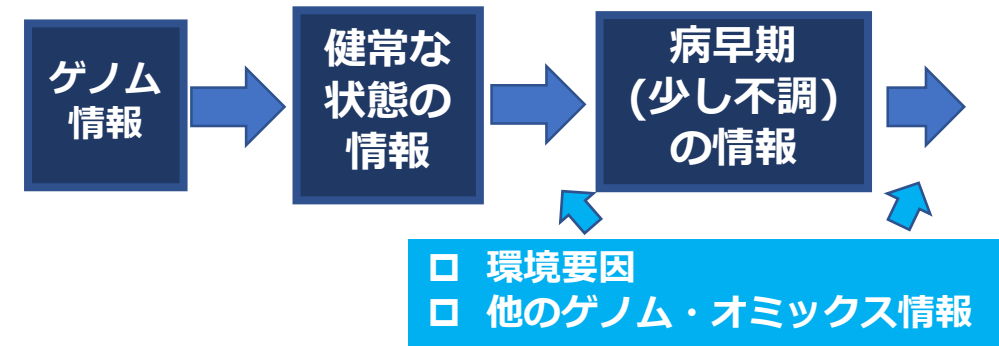 ゲノム
情報
健常な
状態の
情報
病早期
(少し不調)
の情報
環境要因
他のゲノム・オミックス情報